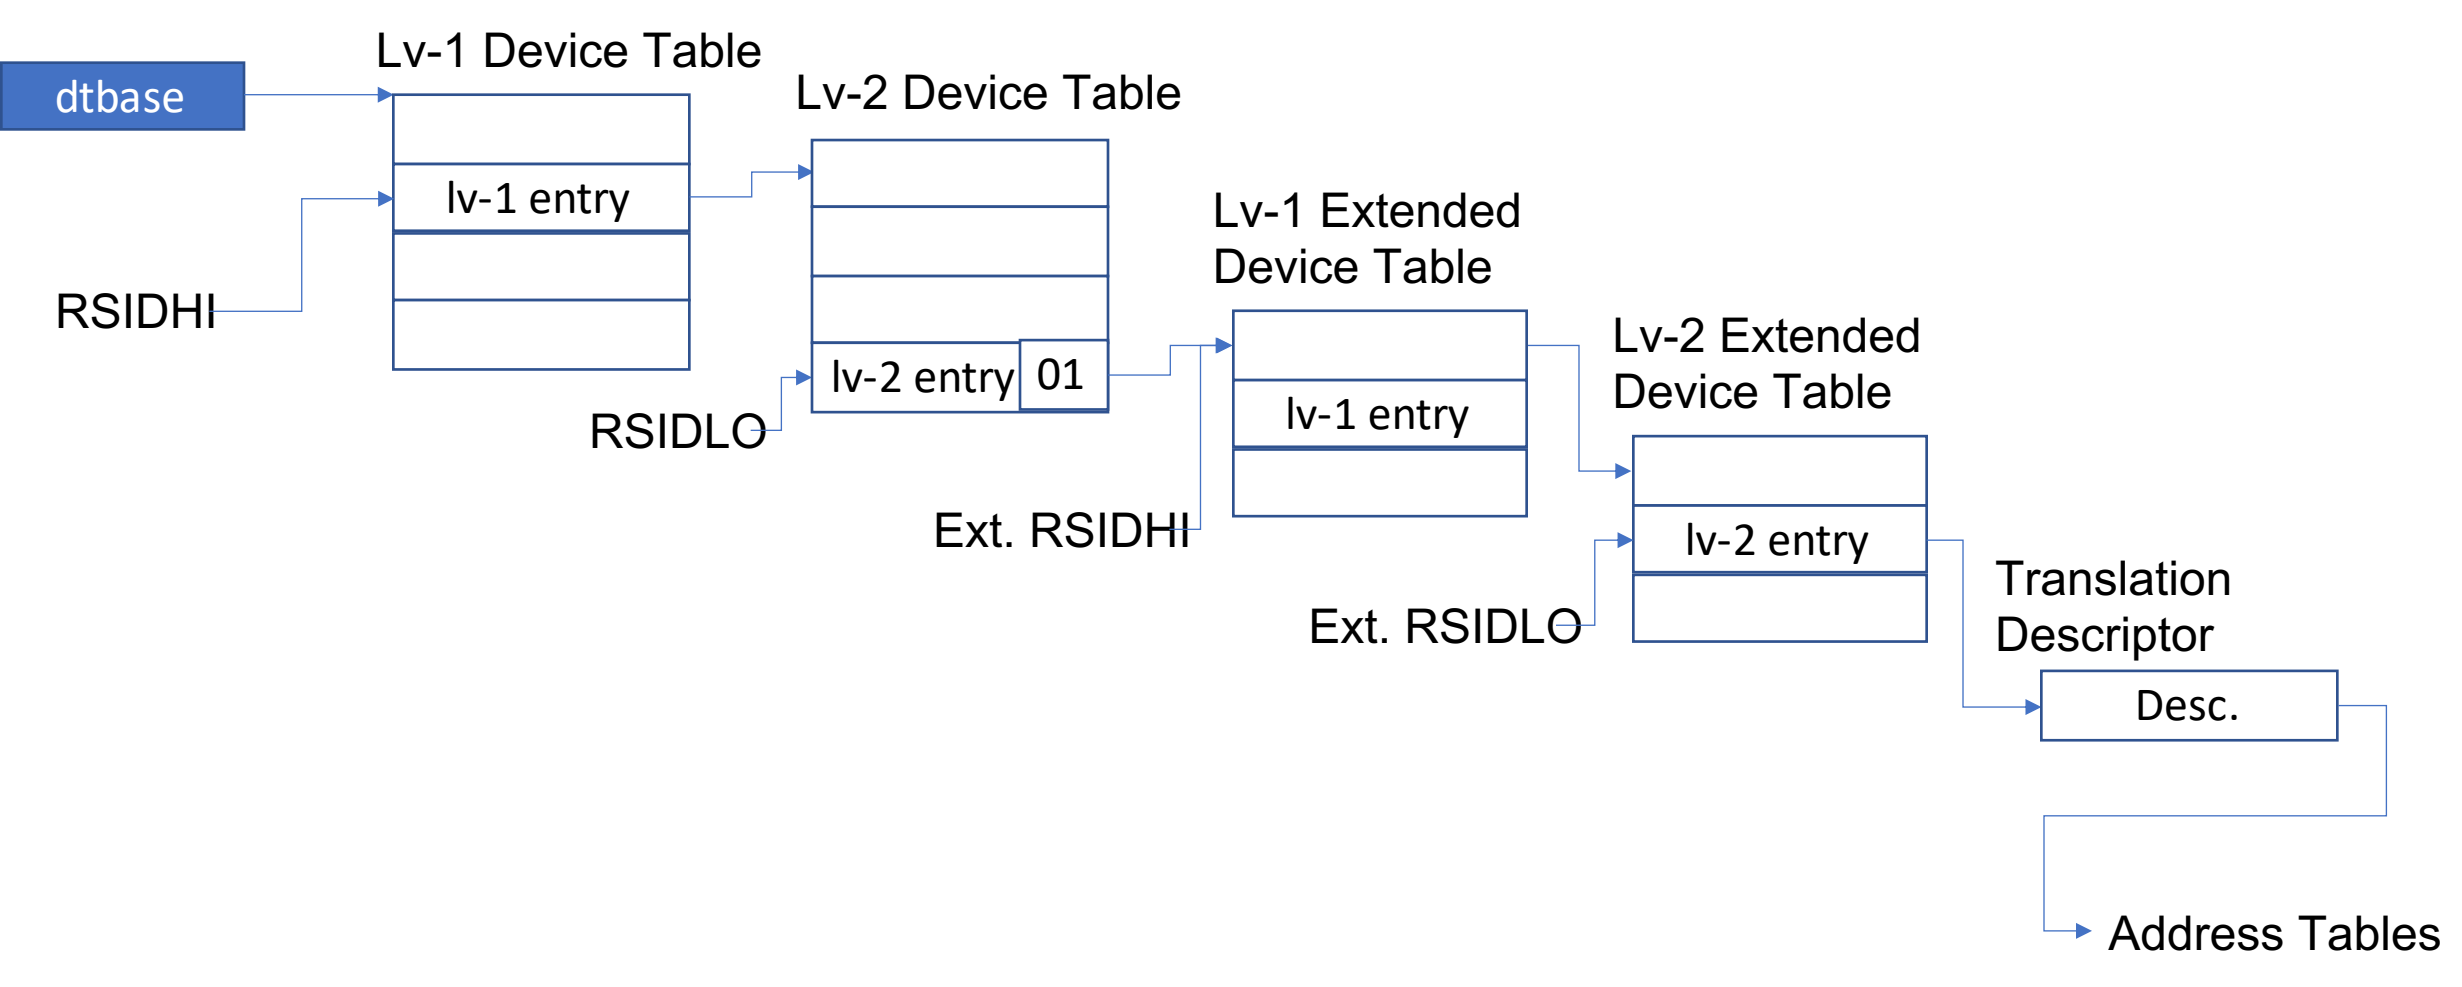 Lv-1 Device Table
dtbase
Lv-2 Device Table
lv-1 entry
Lv-1 Extended
Device Table
RSIDHI
Lv-2 Extended
Device Table
lv-2 entry
01
lv-1 entry
RSIDLO
Ext. RSIDHI
lv-2 entry
Translation
Descriptor
Ext. RSIDLO
Desc.
Address Tables